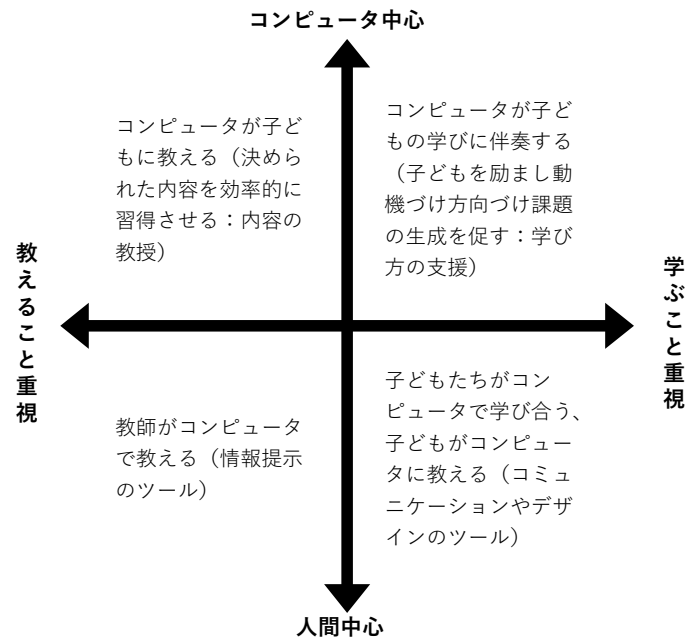 コンピュータ中心
コンピュータが子ど
もに教える（決めら
れた内容を効率的に
習得させる：内容の
教授）
コンピュータが子ど
もの学びに伴奏する
（子どもを励まし動
機づけ方向づけ課題
の生成を促す：学び
方の支援）
教えること重視
学ぶこと重視
教師がコンピュータ
で教える（情報提示
のツール）
子どもたちがコン
ピュータで学び合う、
子どもがコンピュー
タに教える（コミュ
ニケーションやデザ
インのツール）
人間中心